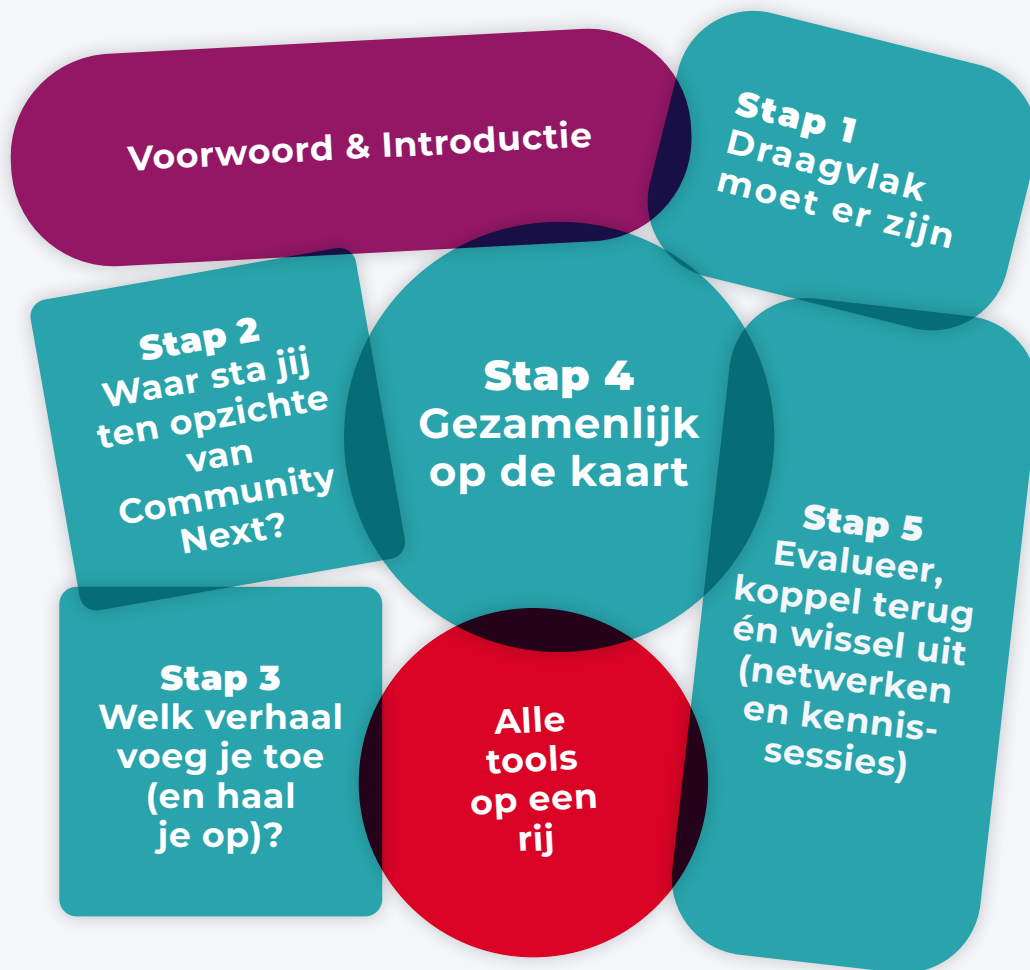 Voorwoord & Introductie
Stap 1
Draagvlak
moet er zijn
Stap 2
Waar sta jij
ten opzichte
van
Community
Next?
Stap 4
Gezamenlijk
op de kaart
Stap 5
Evalueer,
koppel terug
én wissel uit
(netwerken
en kennis-
sessies)
Stap 3
Welk verhaal
voeg je toe
(en haal
je op)?
Alle
tools
op een
rij